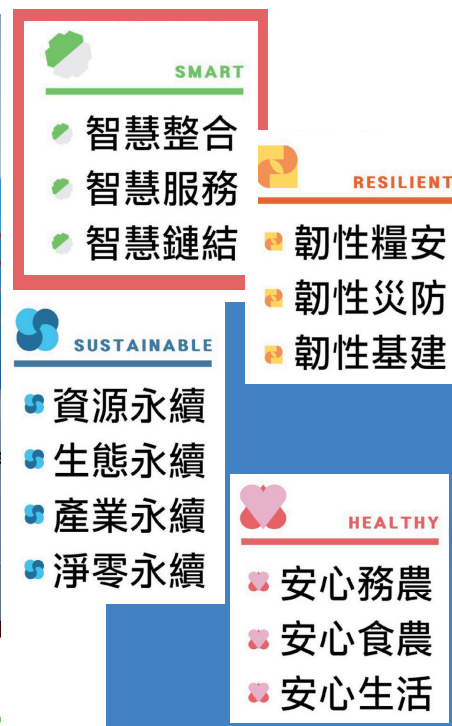 SMART
智慧整合
智慧服務
智慧鏈結
RESILIENT
韌性糧安
韌性災防
韌性基建
SUSTAINABLE
資源永續
生態永續
產業永續
淨零永續
HEALTHY
安心務農
安心食農
安心生活